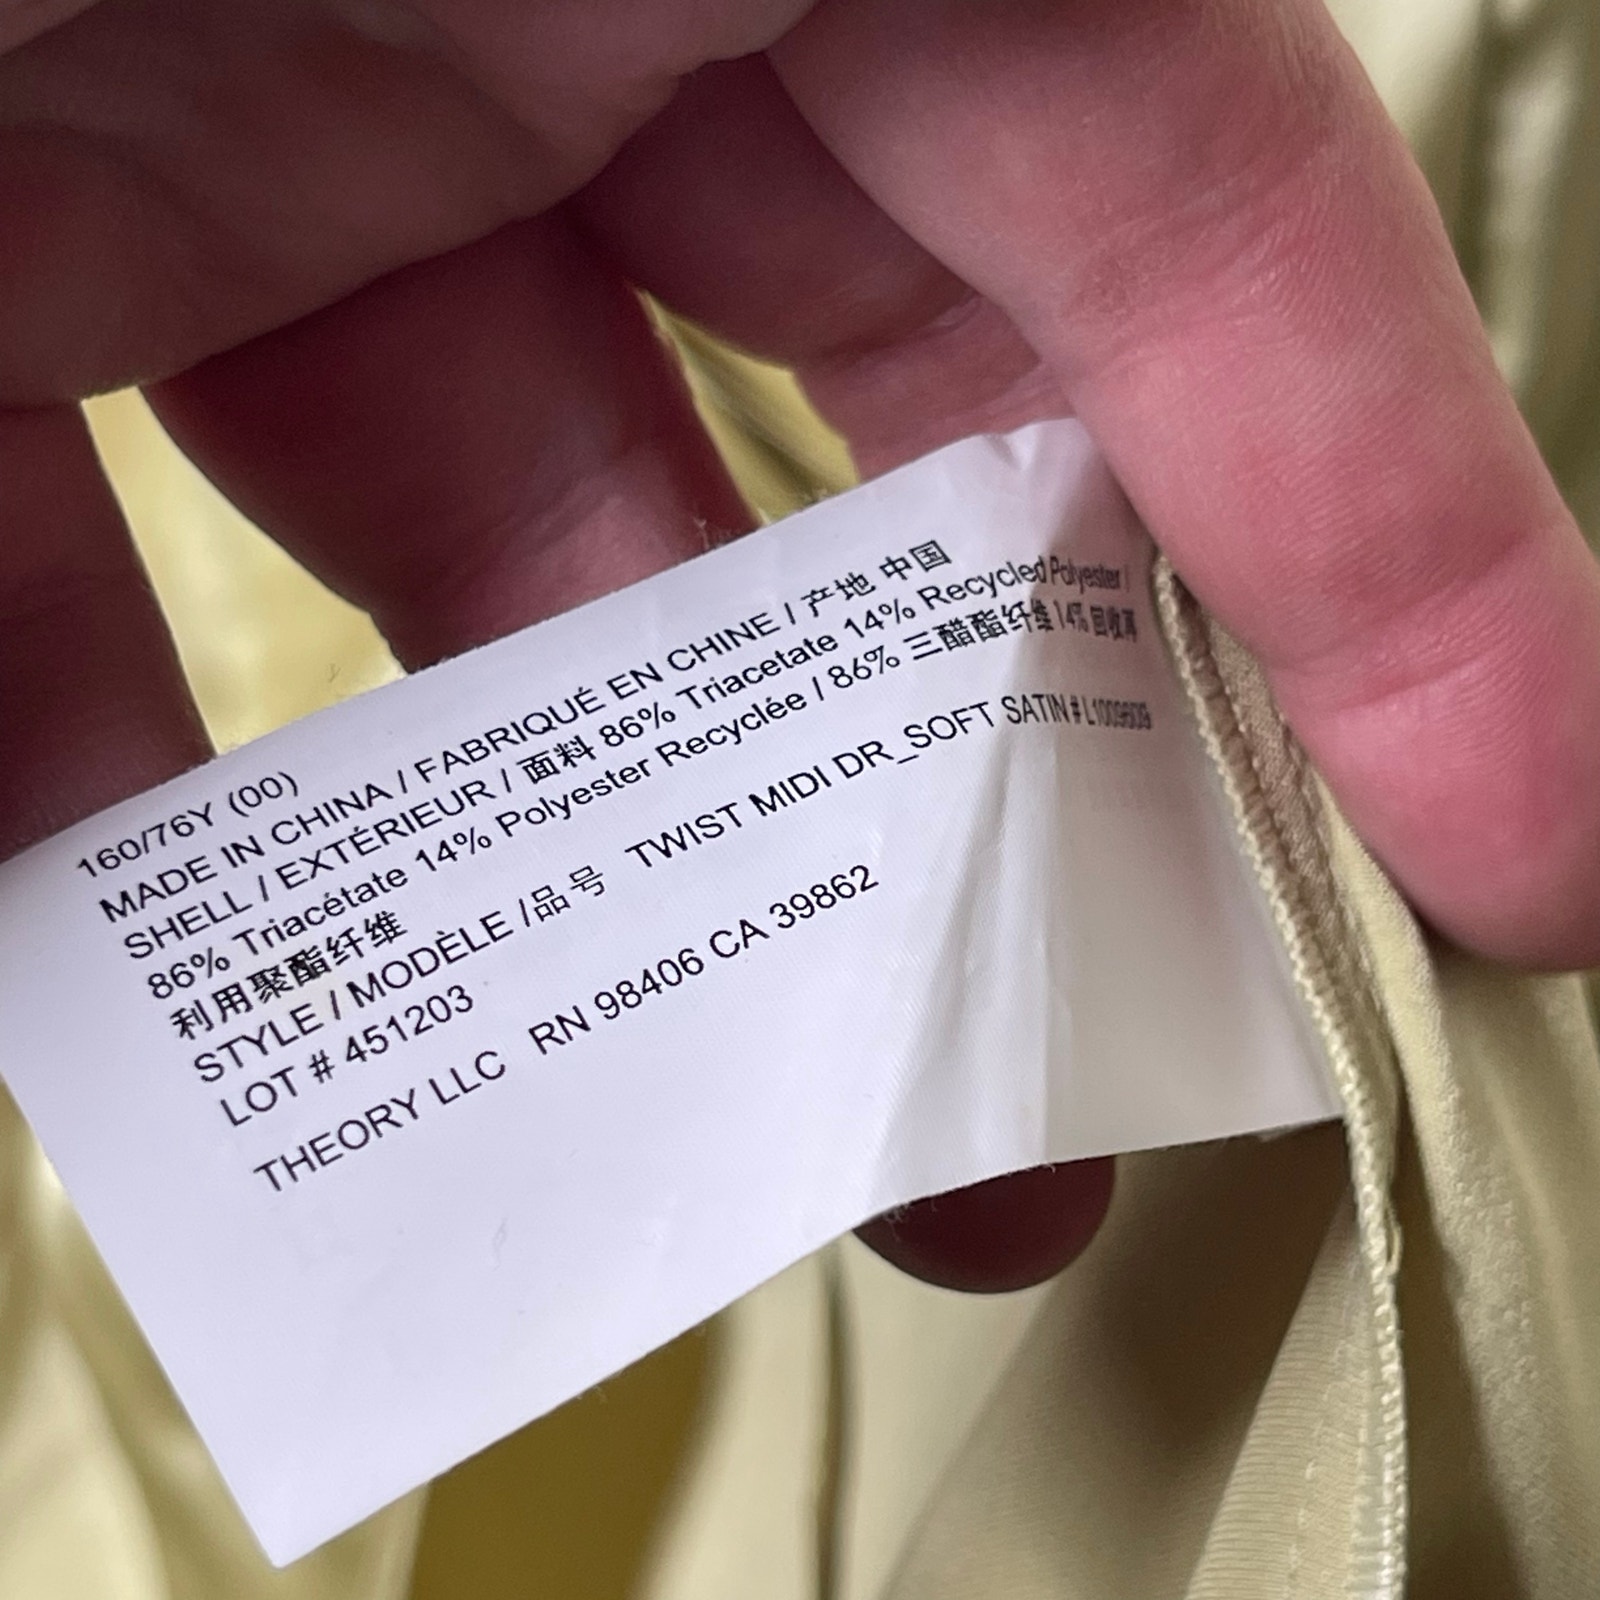 160/76Y (00)
MADE IN CHINA / FABRIQUÉ EN CHINE / 产地 中国
SHELL / EXTÉRIEUR / 面料 86% Triacetate 14% Recycled Polyester /
86% Triacétate 14% Polyester Recyclée / 86% 三醋酯纤维 14% 回收再
利用聚酯纤维
STYLE / MODÈLE /品号 TWIST MIDI DR_SOFT SATIN # L1009609
LOT # 451203
THEORY LLC RN 98406 CA 39862